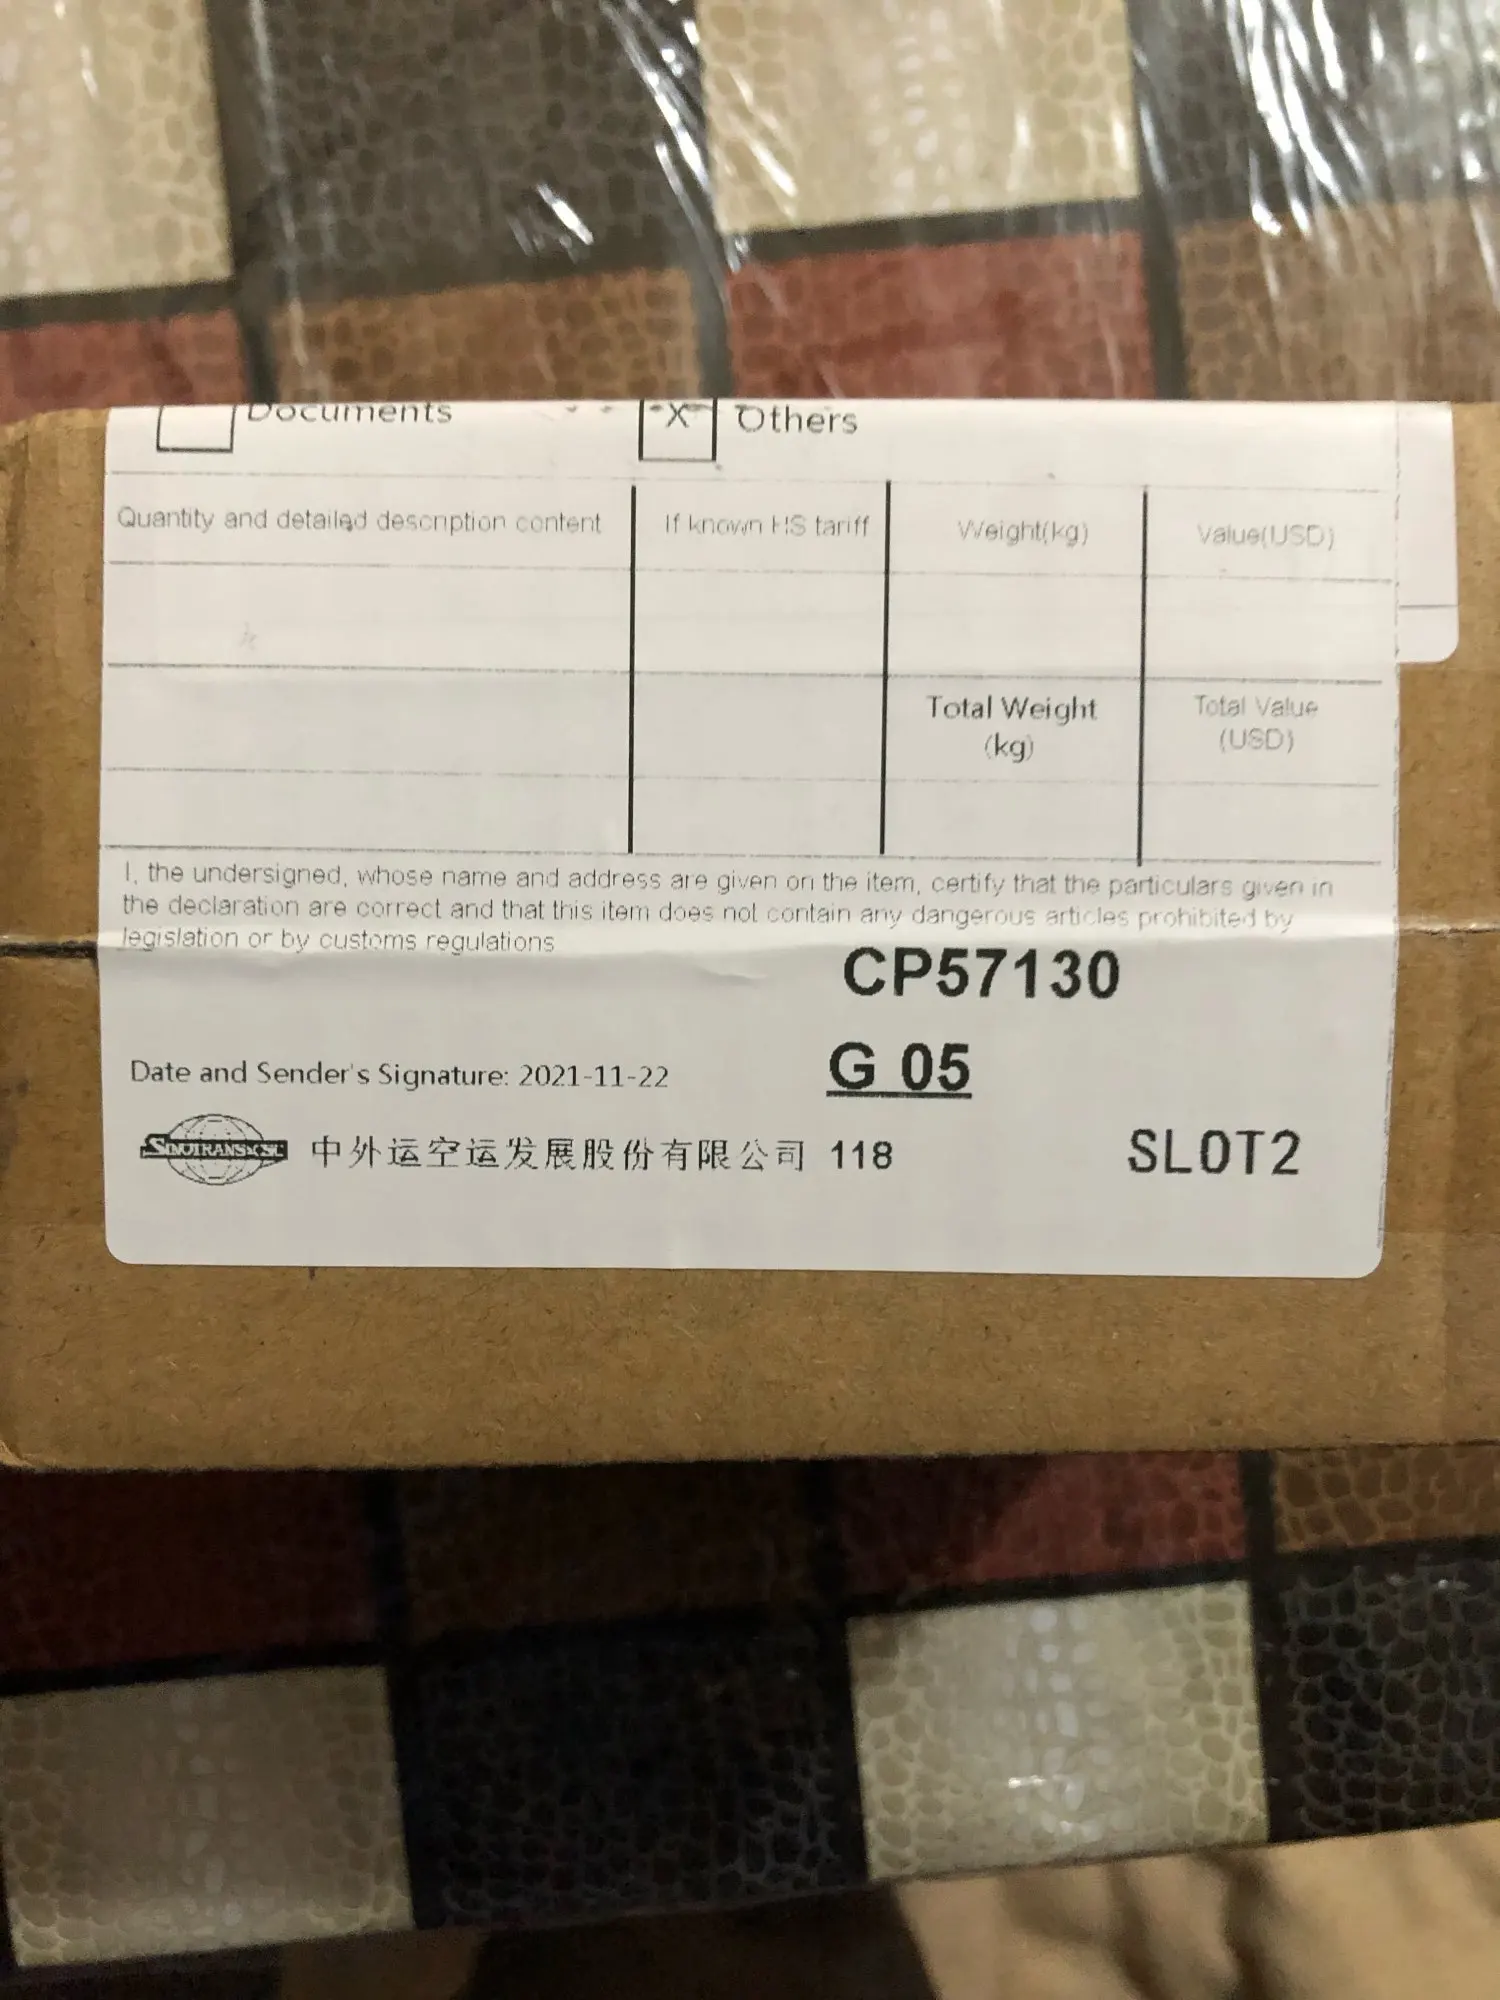 Documents X Others
Quantity and detailed description content If known HS tariff Weight(kg) Value(USD)
Total Weight Total Value
(kg) (USD)
I, the undersigned, whose name and address are given on the item, certify that the particulars given in
the declaration are correct and that this item does not contain any dangerous articles prohibited by
legislation or by customs regulations
CP57130
G 05
Date and Sender's Signature: 2021-11-22
中外运空运发展股份有限公司 118 SLOT2